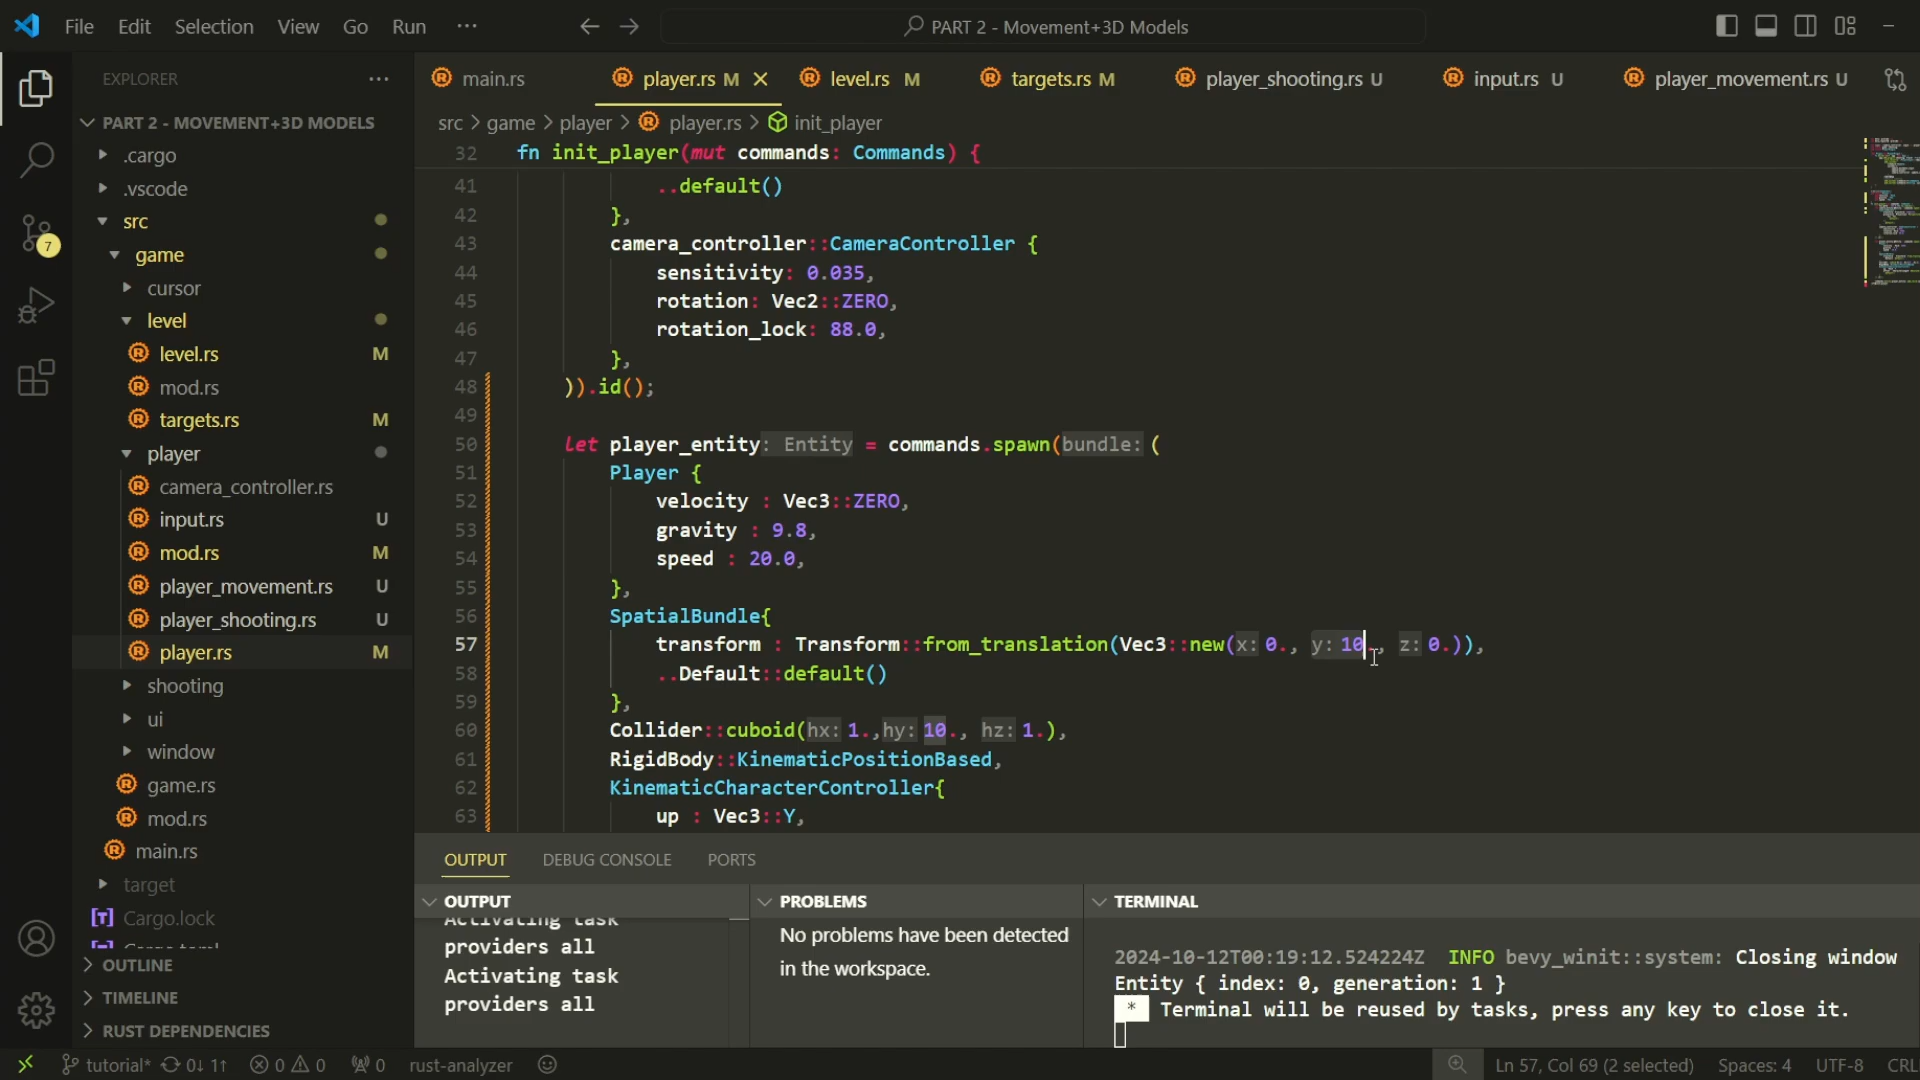 File Edit Selection View Go Run ··· PART 2 - Movement+3D Models
EXPLORER ···
PART 2 - MOVEMENT+3D MODELS
.cargo
.vscode
src
game
cursor
level
level.rs M
mod.rs
targets.rs M
player
camera_controller.rs
input.rs U
mod.rs M
player_movement.rs U
player_shooting.rs U
player.rs M
shooting
ui
window
game.rs
mod.rs
main.rs
target
Cargo.lock
OUTLINE
TIMELINE
RUST DEPENDENCIES
7
main.rs player.rs M level.rs M targets.rs M player_shooting.rs U input.rs U player_movement.rs U
src > game > player > player.rs > init_player
32 fn init_player(mut commands: Commands) {
41 ..default()
42 },
43 camera_controller::CameraController {
44 sensitivity: 0.035,
45 rotation: Vec2::ZERO,
46 rotation_lock: 88.0,
47 },
48 )).id();
49
50 let player_entity: Entity = commands.spawn(bundle: (
51 Player {
52 velocity : Vec3::ZERO,
53 gravity : 9.8,
54 speed : 20.0,
55 },
56 SpatialBundle{
57 transform : Transform::from_translation(Vec3::new(x: 0., y: 10., z: 0.)),
58 ..Default::default()
59 },
60 Collider::cuboid(hx: 1.,hy: 10., hz: 1.),
61 RigidBody::KinematicPositionBased,
62 KinematicCharacterController{
63 up : Vec3::Y,
OUTPUT DEBUG CONSOLE PORTS
OUTPUT
Activating task
providers all
Activating task
providers all
PROBLEMS
No problems have been detected
in the workspace.
TERMINAL
2024-10-12T00:19:12.524224Z INFO bevy_winit::system: Closing window
Entity { index: 0, generation: 1 }
* Terminal will be reused by tasks, press any key to close it.
tutorial* 0↓ 1↑ 0 0 0 rust-analyzer Ln 57, Col 69 (2 selected) Spaces: 4 UTF-8 CRL